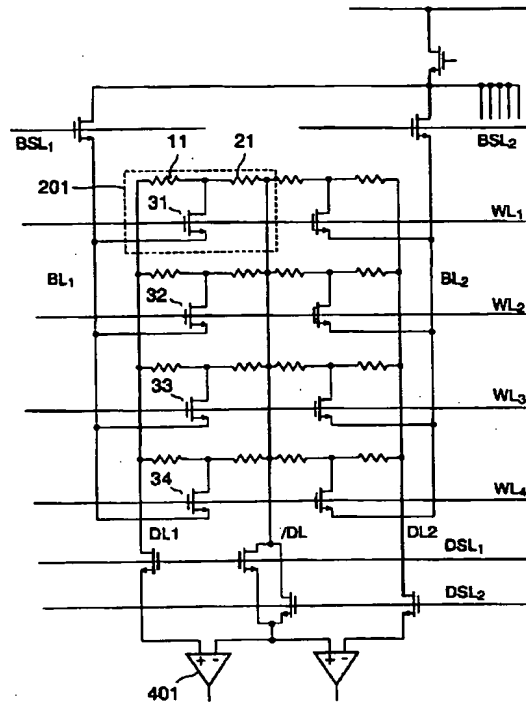 BSL1
BSL2
11
21
201
31
WL1
BL1
BL2
32
WL2
33
WL3
34
WL4
DL1
/DL
DL2
DSL1
DSL2
+ -
- +
401